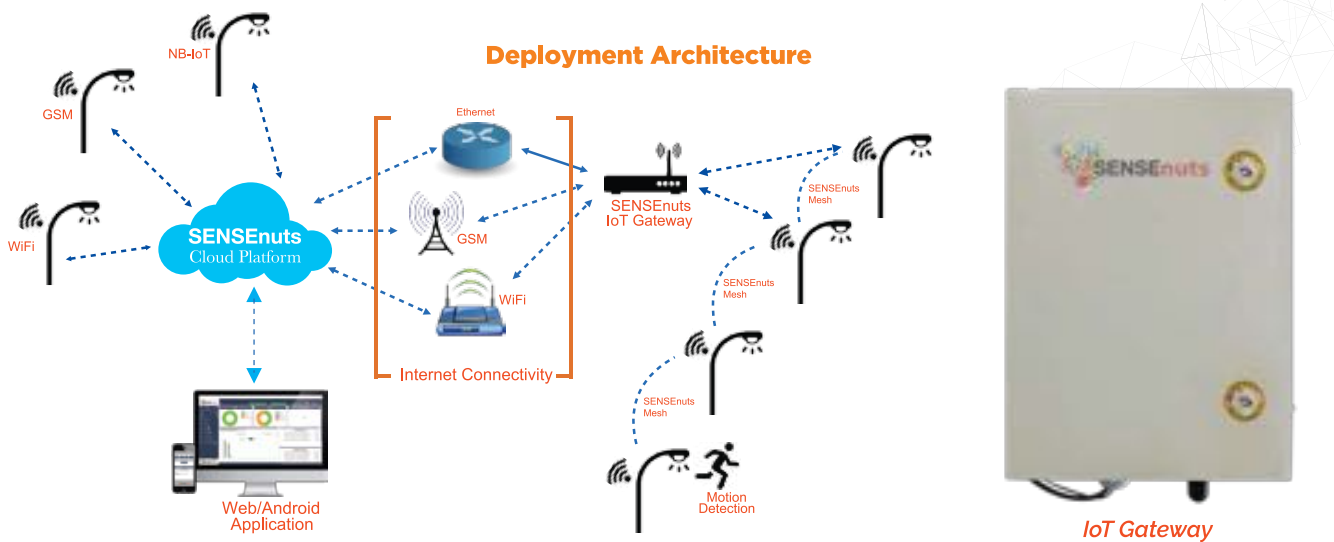 Deployment Architecture
NB-IoT
GSM
WiFi
SENSEnuts
Cloud Platform
Web/Android
Application
Ethernet
GSM
WiFi
Internet Connectivity
SENSEnuts
IoT Gateway
SENSEnuts
Mesh
SENSEnuts
Mesh
SENSEnuts
Mesh
Motion
Detection
SENSEnuts
IoT Gateway